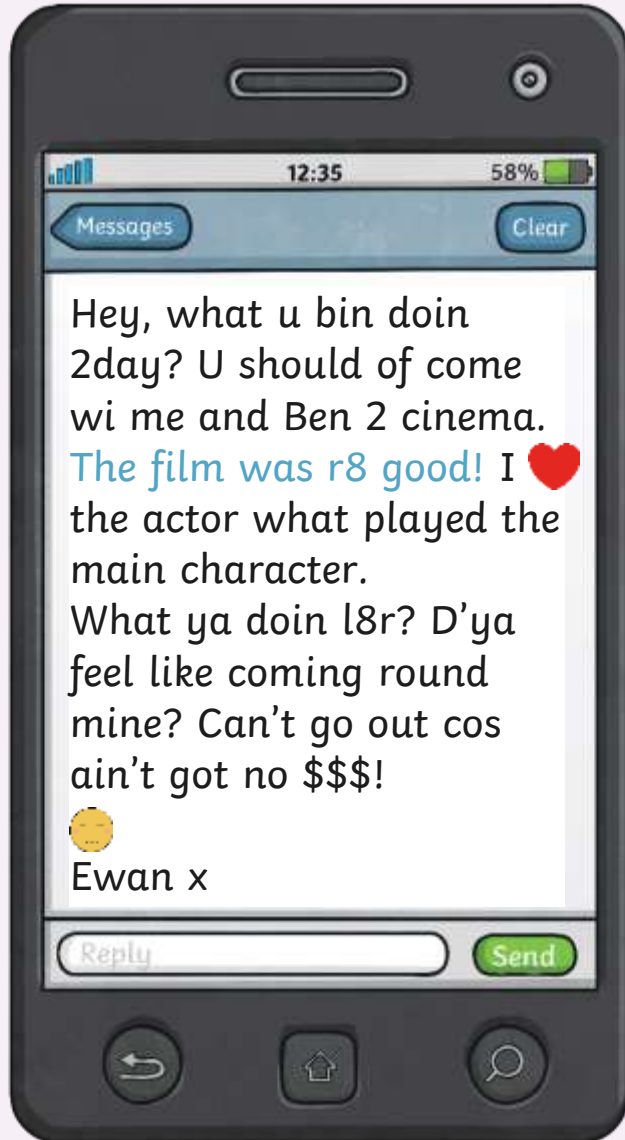 12:35 58%
Messages Clear
Hey, what u bin doin
2day? U should of come
wi me and Ben 2 cinema.
The film was r8 good! I ❤
the actor what played the
main character.
What ya doin l8r? D'ya
feel like coming round
mine? Can't go out cos
ain't got no $$$!
Ewan x
Reply Send